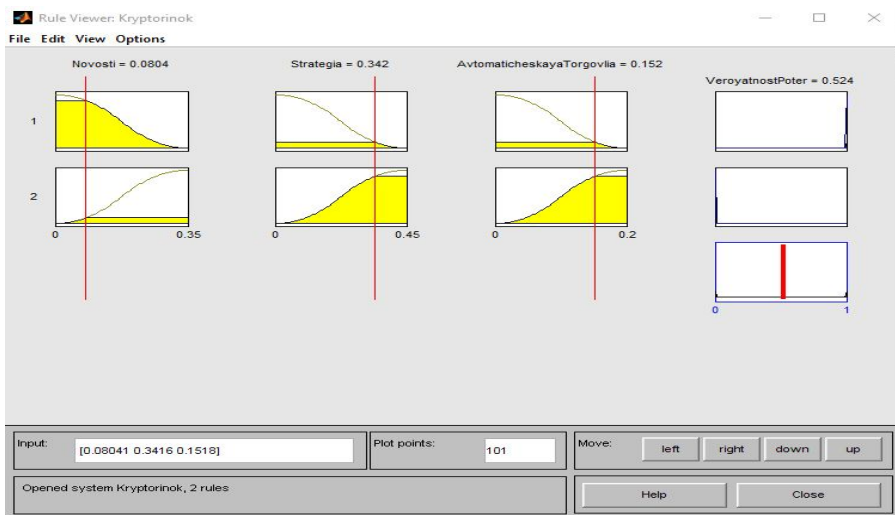 Rule Viewer: Kryptorinok
File Edit View Options
Novosti = 0.0804
Strategia = 0.342
AvtomaticheskayaTorgovlia = 0.152
VeroyatnostPoter = 0.524
1
2
0 0.35
0 0.45
0 0.2
0 1
Input: [0.08041 0.3416 0.1518]
Plot points: 101
Move: left right down up
Opened system Kryptorinok, 2 rules
Help Close